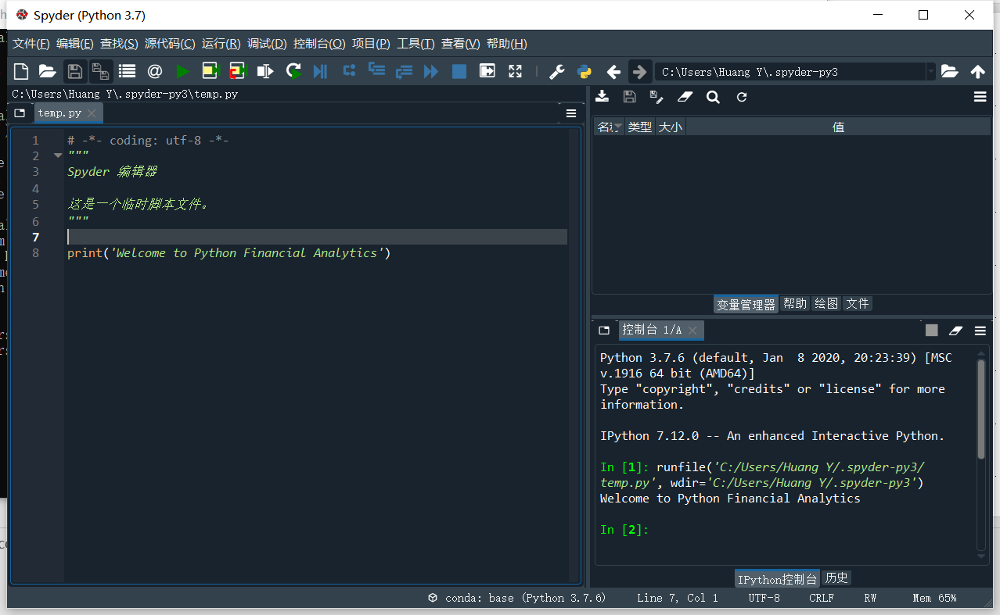 Spyder (Python 3.7)
文件(F) 编辑(E) 查找(S) 源代码(C) 运行(R) 调试(D) 控制台(O) 项目(P) 工具(T) 查看(V) 帮助(H)
C:\Users\Huang Y\.spyder-py3
C:\Users\Huang Y\.spyder-py3\temp.py
temp.py
1 # -*- coding: utf-8 -*-
2 """
3 Spyder 编辑器
4
5 这是一个临时脚本文件。
6 """
7
8 print('Welcome to Python Financial Analytics')
类型 大小 值
变量管理器 帮助 绘图 文件
控制台 1/A
Python 3.7.6 (default, Jan  8 2020, 20:23:39) [MSC
v.1916 64 bit (AMD64)]
Type "copyright", "credits" or "license" for more
information.
IPython 7.12.0 -- An enhanced Interactive Python.
In [1]: runfile('C:/Users/Huang Y/.spyder-py3/
temp.py', wdir='C:/Users/Huang Y/.spyder-py3')
Welcome to Python Financial Analytics
In [2]:
IPython控制台 历史
conda: base (Python 3.7.6) Line 7, Col 1 UTF-8 CRLF RW Mem 65%